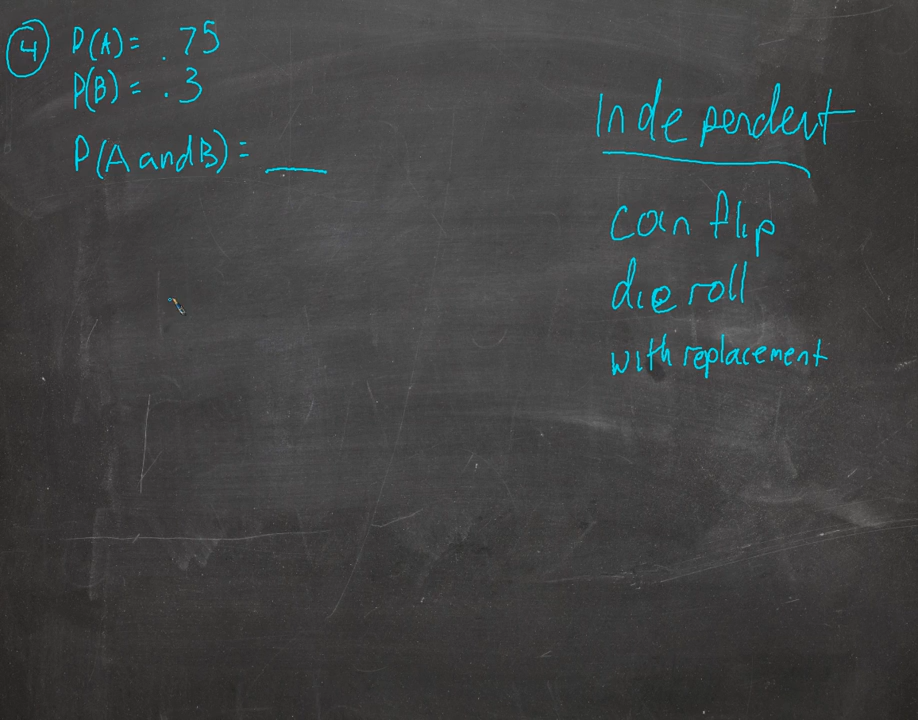 4 P(A) = .75
P(B) = .3
P(A and B) = ___
Independent
coin flip
die roll
with replacement